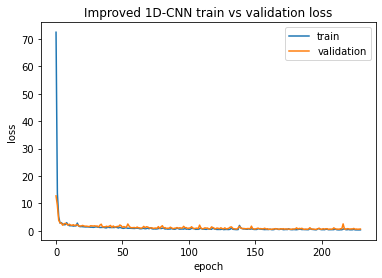 Improved 1D-CNN train vs validation loss
train
validation
loss
70
60
50
40
30
20
10
0
0
50
100
150
200
epoch